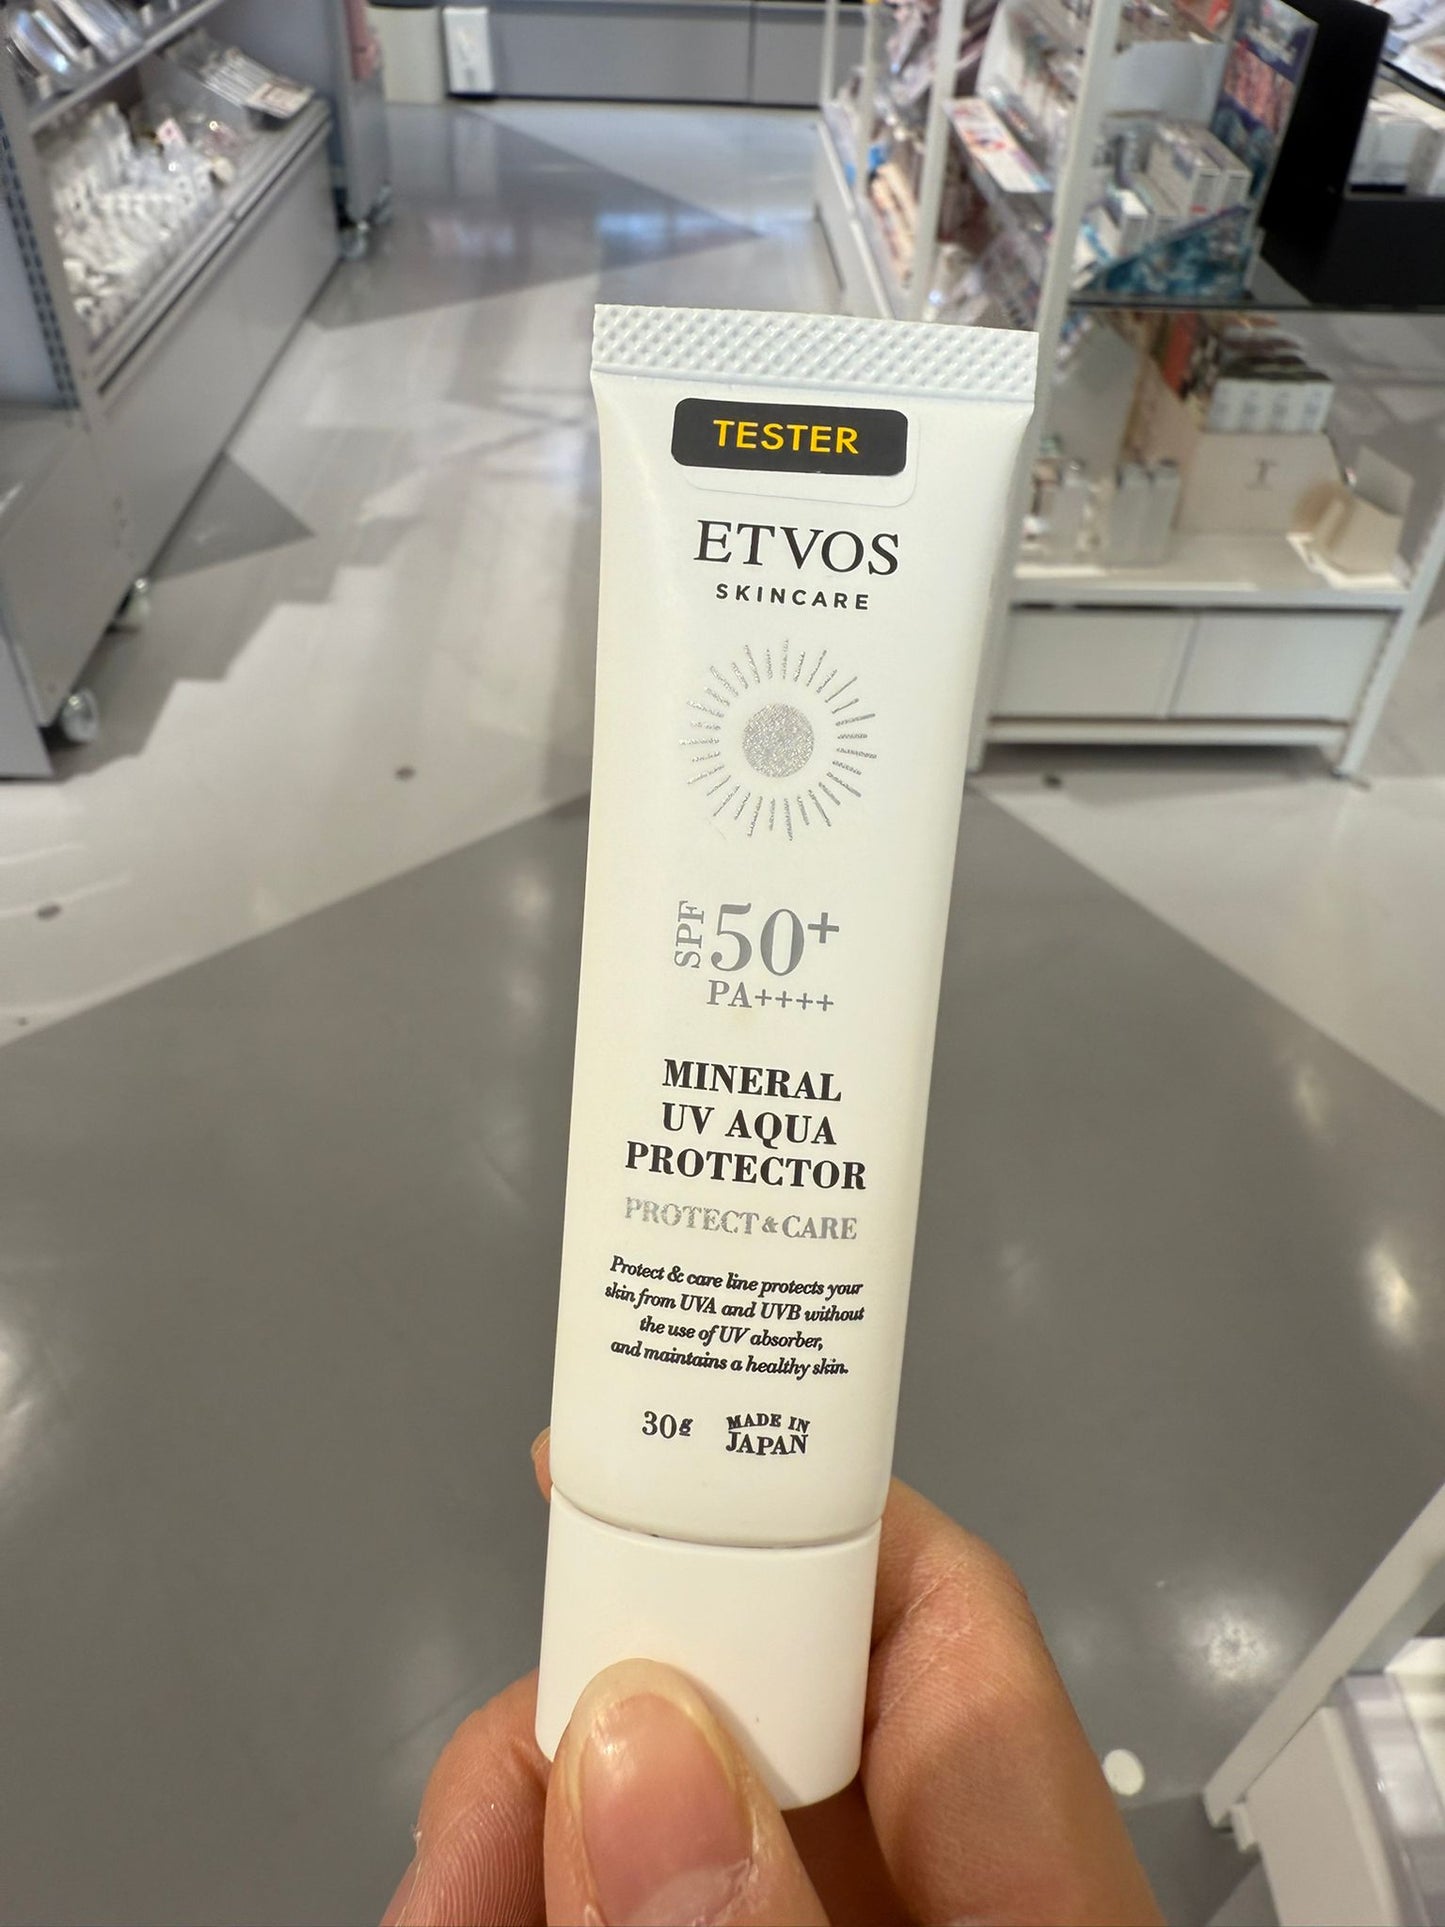 TESTER
ETVOS
SKINCARE
SPF 50+
PA++++
MINERAL
UV AQUA
PROTECTOR
PROTECT&CARE
Protect & care line protects your
skin from UVA and UVB without
the use of UV absorber,
and maintains a healthy skin.
30g MADE IN JAPAN